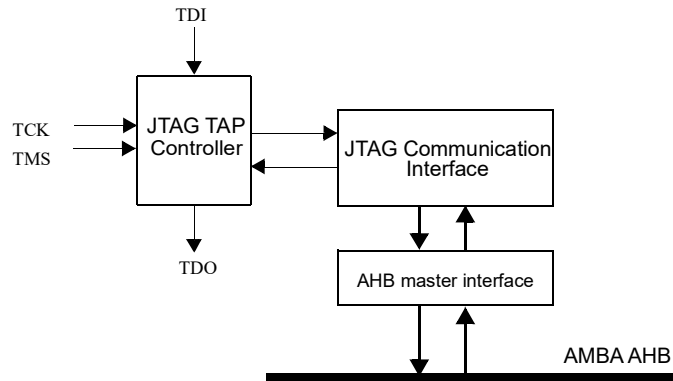 TDI
TCK
TMS
JTAG TAP
Controller
JTAG Communication
Interface
TDO
AHB master interface
AMBA AHB